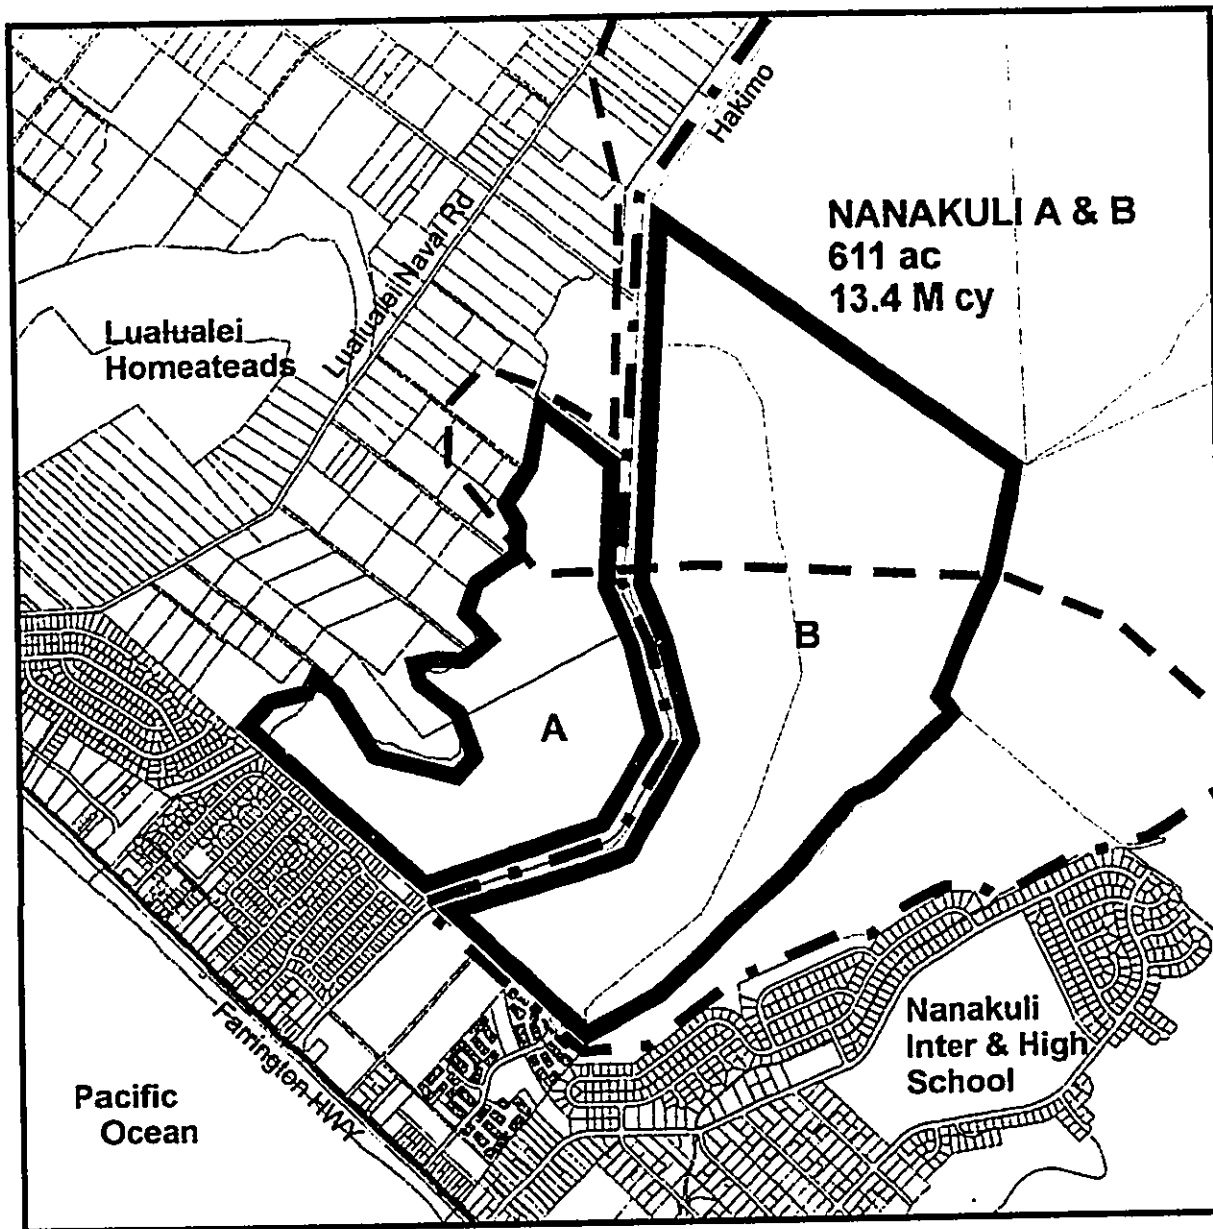 Hakimo
NANAKULI A & B
611 ac
13.4 M cy
Lualualei Naval Rd
Lualualei
Homeateads
B
A
Nanakuli
Inter & High
School
Farrington HWY
Pacific
Ocean